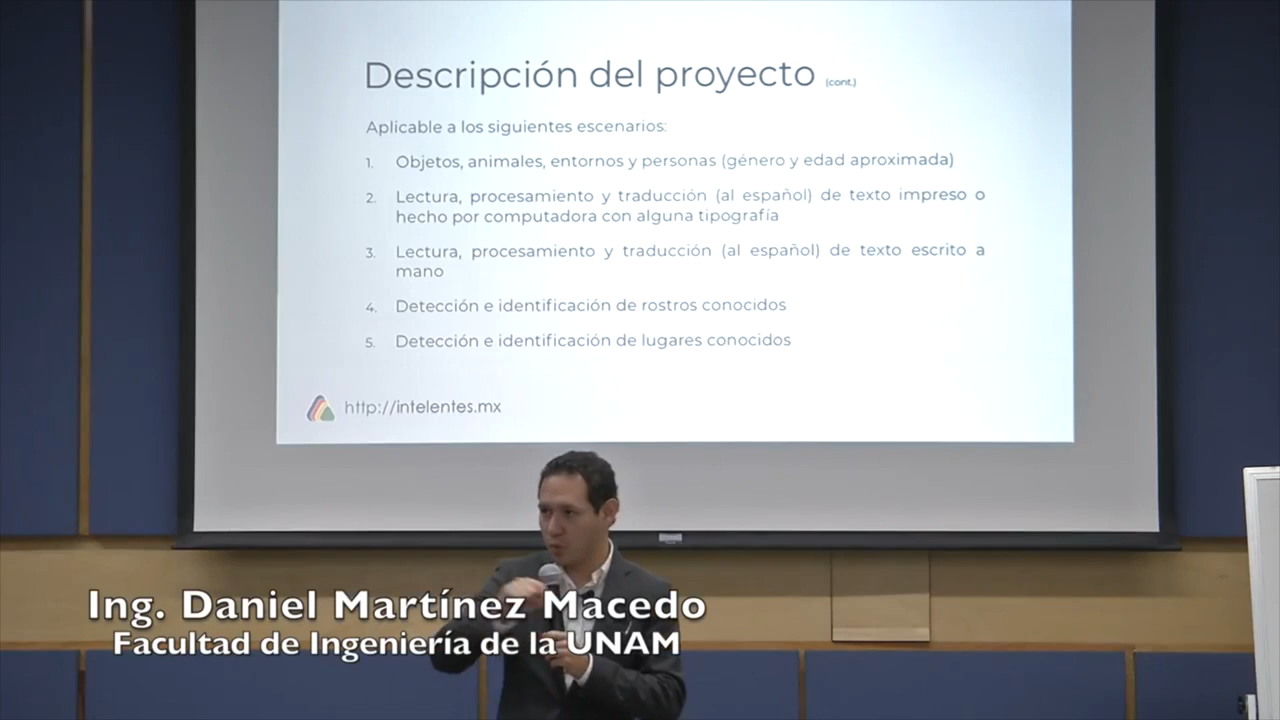 Descripción del proyecto (cont.)
Aplicable a los siguientes escenarios:
1. Objetos, animales, entornos y personas (género y edad aproximada)
2. Lectura, procesamiento y traducción (al español) de texto impreso o
hecho por computadora con alguna tipografía
3. Lectura, procesamiento y traducción (al español) de texto escrito a
mano
4. Detección e identificación de rostros conocidos
5. Detección e identificación de lugares conocidos
http://intelentes.mx
Ing. Daniel Martínez Macedo
Facultad de Ingeniería de la UNAM